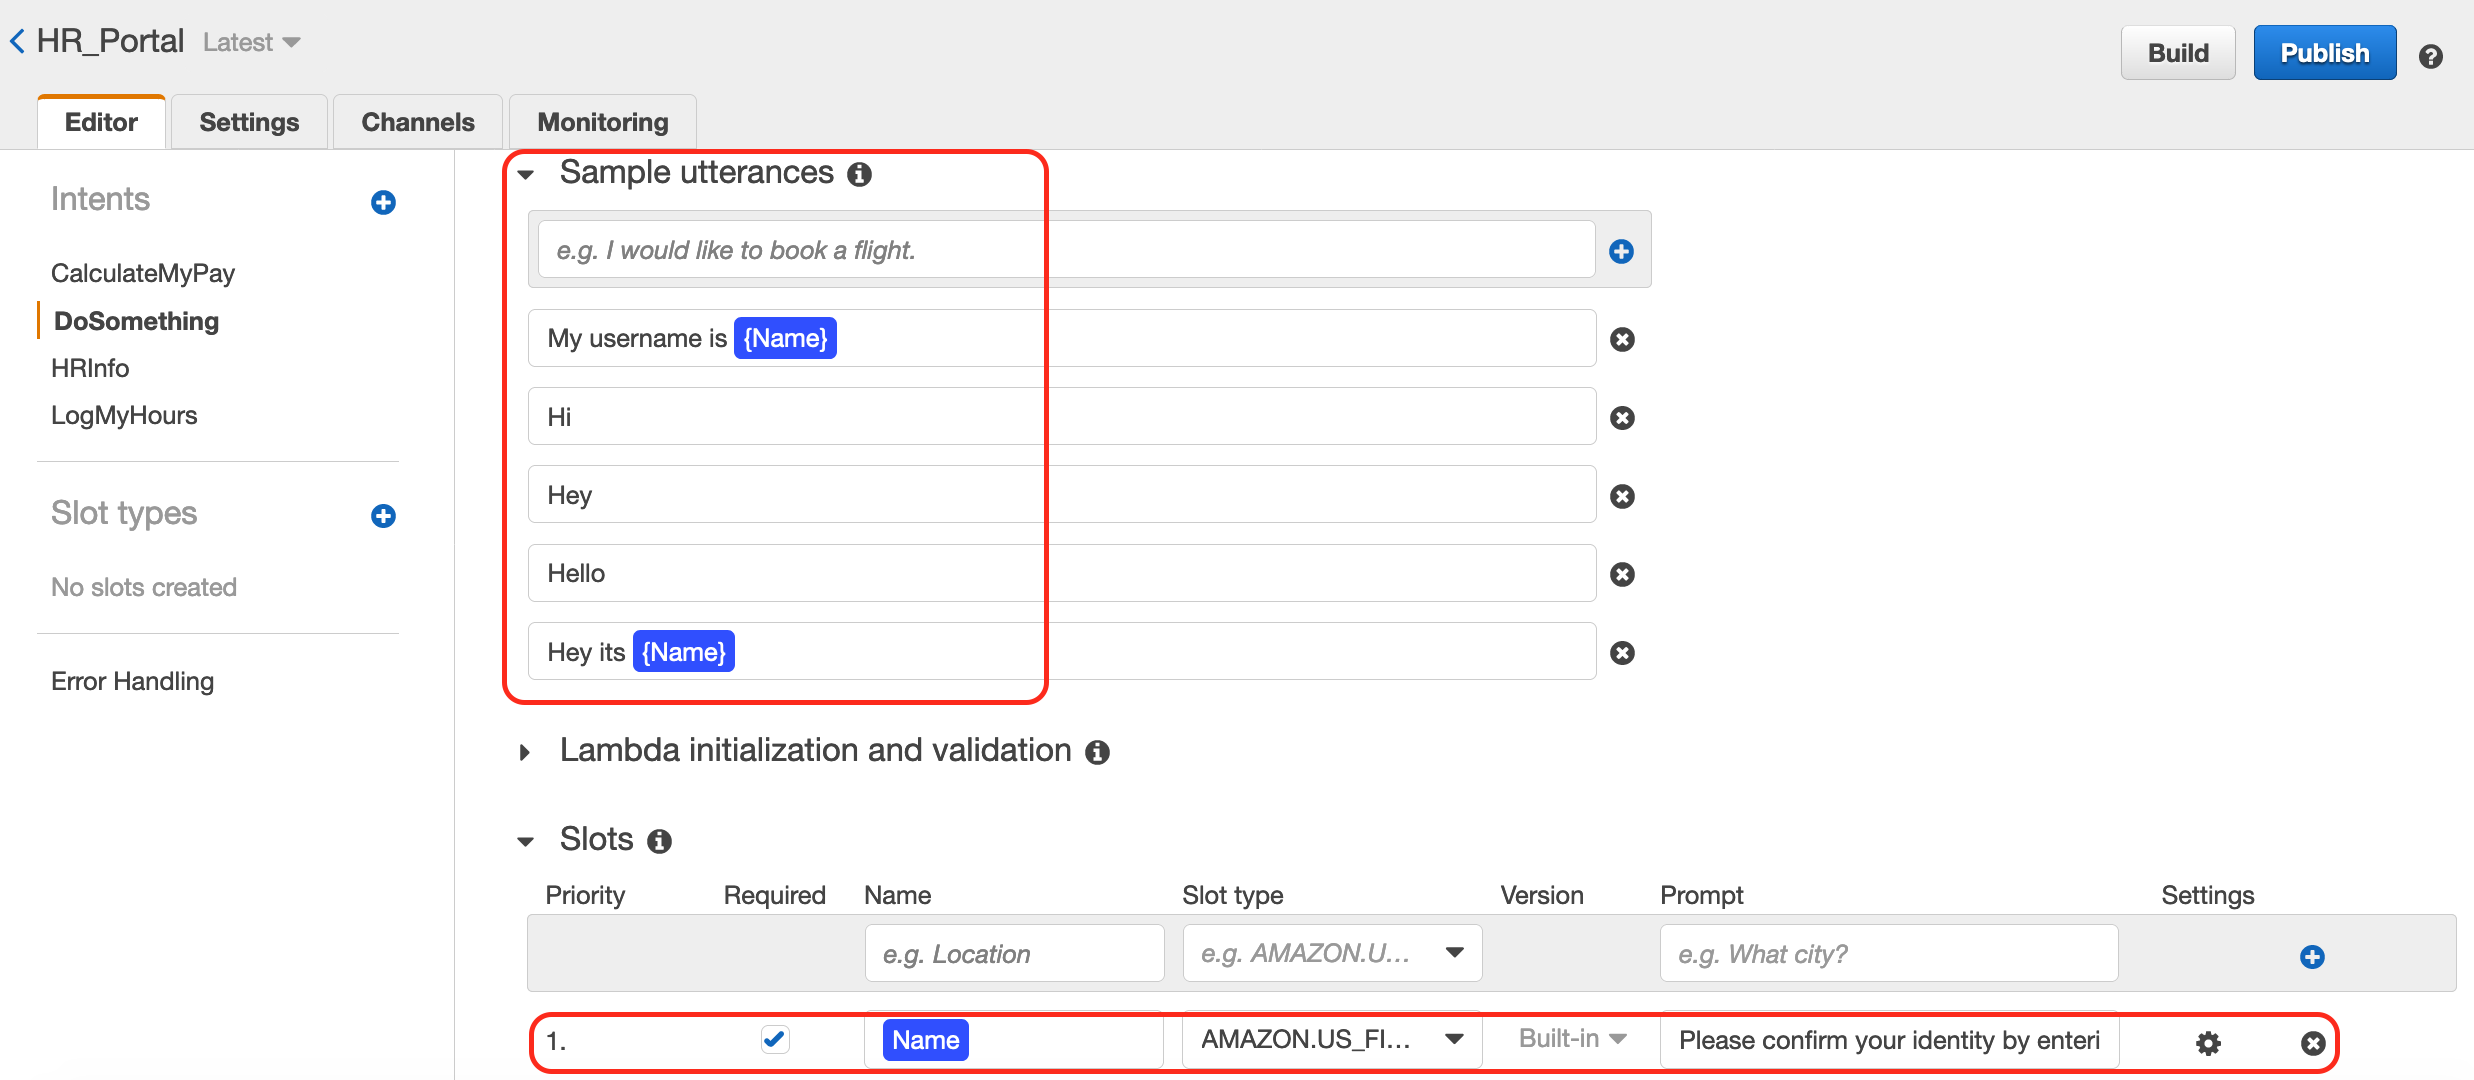 HR_Portal Latest
Build Publish
Editor Settings Channels Monitoring
Intents
CalculateMyPay
DoSomething
HRInfo
LogMyHours
Slot types
No slots created
Error Handling
Sample utterances
e.g. I would like to book a flight.
My username is {Name}
Hi
Hey
Hello
Hey its {Name}
Lambda initialization and validation
Slots
Priority Required Name Slot type Version Prompt Settings
e.g. Location e.g. AMAZON.U... e.g. What city?
1. Name AMAZON.US_FI... Built-in Please confirm your identity by enteri